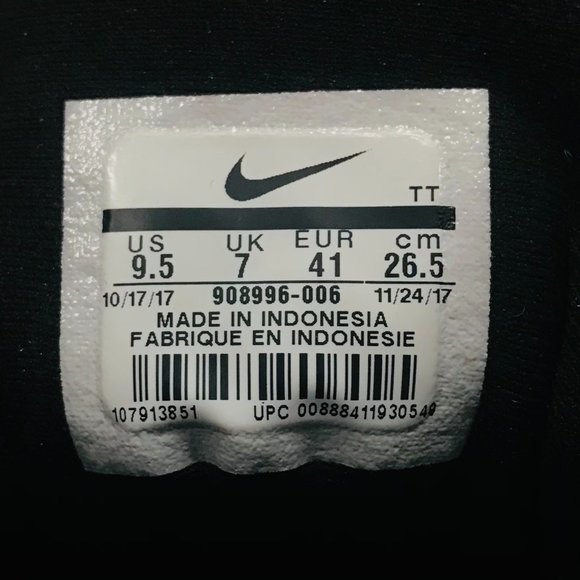 TT
US UK EUR cm
9.5 7 41 26.5
10/17/17 908996-006 11/24/17
MADE IN INDONESIA
FABRIQUE EN INDONESIE
107913851 UPC 00888411930549